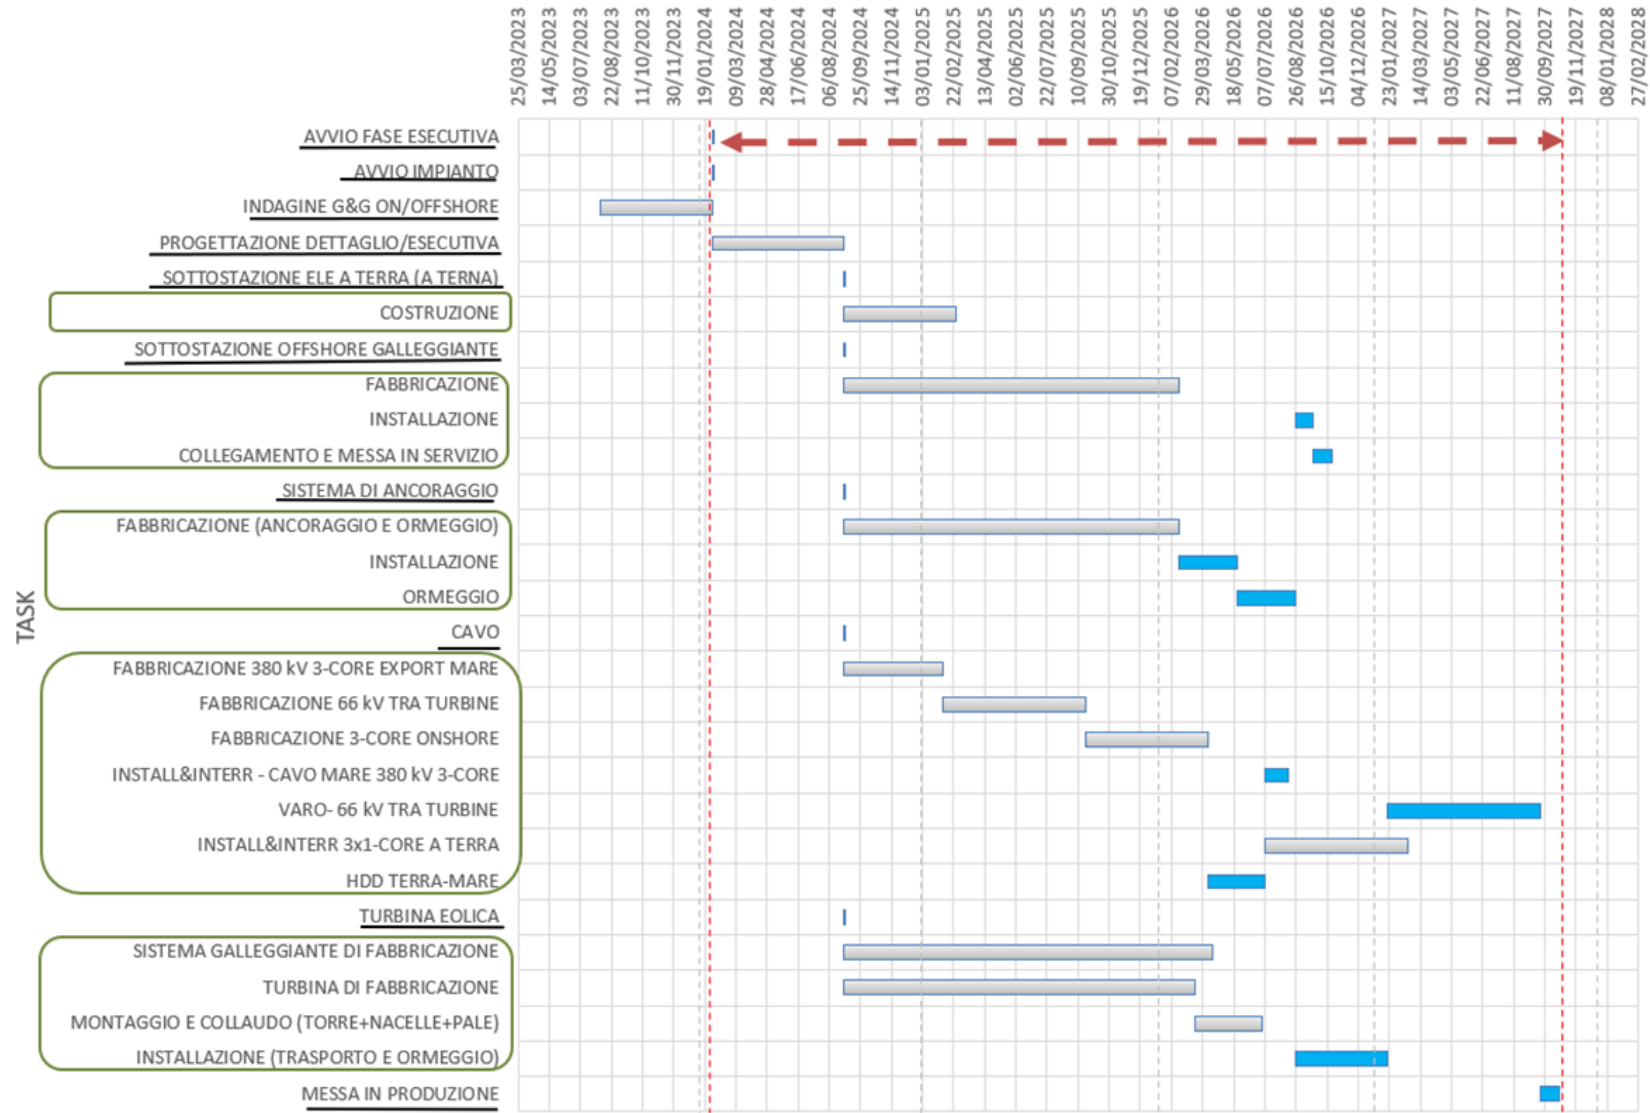 25/03/2023
14/05/2023
03/07/2023
22/08/2023
11/10/2023
30/11/2023
19/01/2024
09/03/2024
28/04/2024
17/06/2024
06/08/2024
25/09/2024
14/11/2024
03/01/2025
22/02/2025
13/04/2025
02/06/2025
22/07/2025
10/09/2025
30/10/2025
19/12/2025
07/02/2026
29/03/2026
18/05/2026
07/07/2026
26/08/2026
15/10/2026
04/12/2026
23/01/2027
14/03/2027
03/05/2027
22/06/2027
11/08/2027
30/09/2027
19/11/2027
08/01/2028
27/02/2028
TASK
AVVIO FASE ESECUTIVA
AVVIO IMPIANTO
INDAGINE G&G ON/OFFSHORE
PROGETTAZIONE DETTAGLIO/ESECUTIVA
SOTTOSTAZIONE ELE A TERRA (A TERNA)
COSTRUZIONE
SOTTOSTAZIONE OFFSHORE GALLEGGIANTE
FABBRICAZIONE
INSTALLAZIONE
COLLEGAMENTO E MESSA IN SERVIZIO
SISTEMA DI ANCORAGGIO
FABBRICAZIONE (ANCORAGGIO E ORMEGGIO)
INSTALLAZIONE
ORMEGGIO
CAVO
FABBRICAZIONE 380 kV 3-CORE EXPORT MARE
FABBRICAZIONE 66 kV TRA TURBINE
FABBRICAZIONE 3-CORE ONSHORE
INSTALL&INTERR - CAVO MARE 380 kV 3-CORE
VARO- 66 kV TRA TURBINE
INSTALL&INTERR 3x1-CORE A TERRA
HDD TERRA-MARE
TURBINA EOLICA
SISTEMA GALLEGGIANTE DI FABBRICAZIONE
TURBINA DI FABBRICAZIONE
MONTAGGIO E COLLAUDO (TORRE+NACELLE+PALE)
INSTALLAZIONE (TRASPORTO E ORMEGGIO)
MESSA IN PRODUZIONE